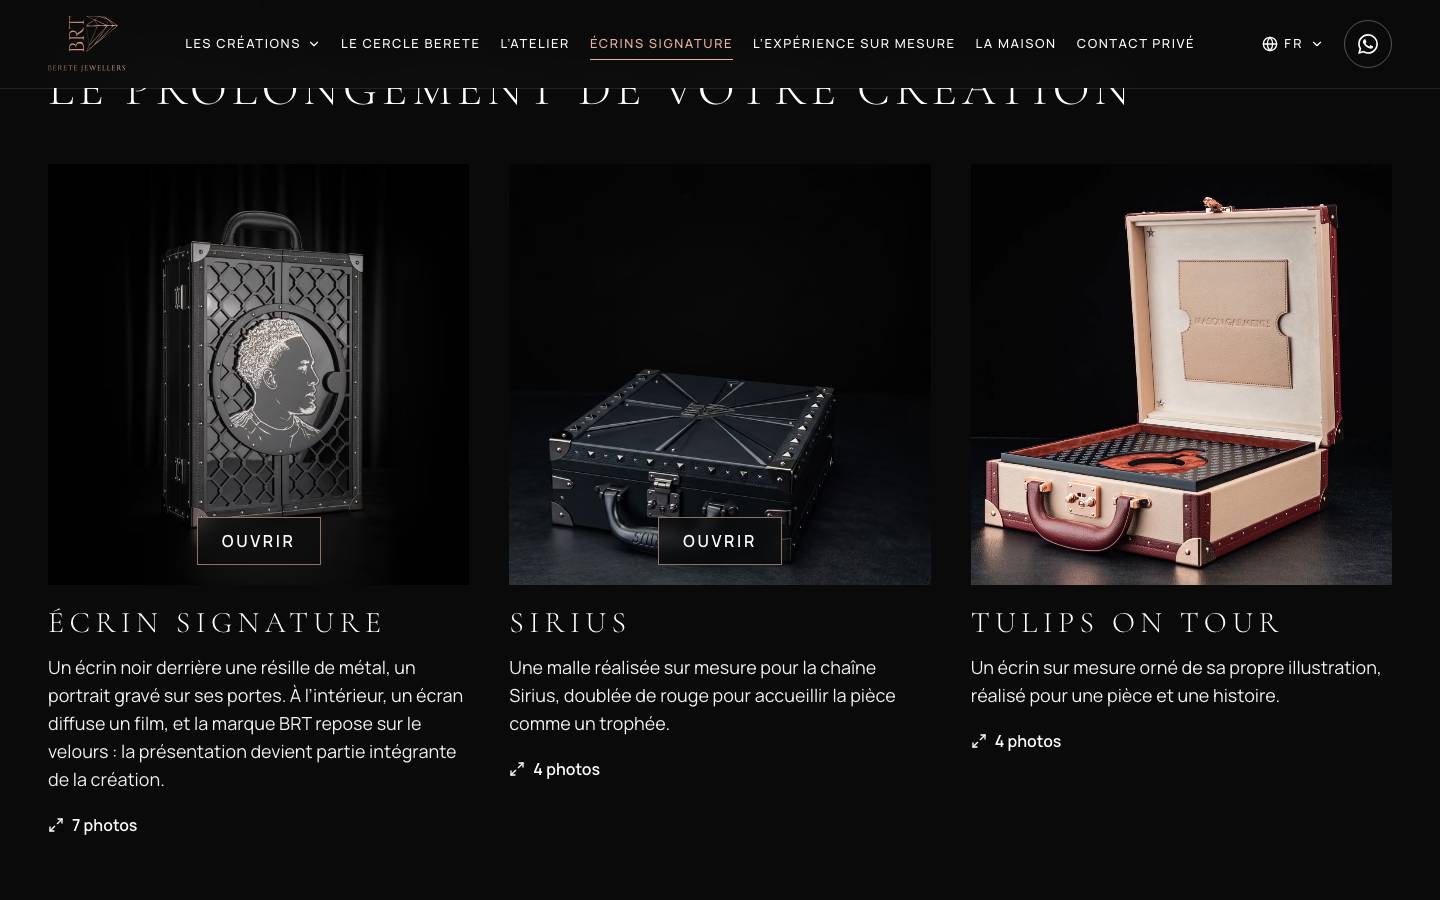 BRT
BERETE JEWELLERS
LES CRÉATIONS
LE CERCLE BERETE
L'ATELIER
ÉCRINS SIGNATURE
L'EXPÉRIENCE SUR MESURE
LA MAISON
CONTACT PRIVÉ
FR
LE PROLONGEMENT DE VOTRE CRÉATION
OUVRIR
OUVRIR
ÉCRIN SIGNATURE
Un écrin noir derrière une résille de métal, un
portrait gravé sur ses portes. À l'intérieur, un écran
diffuse un film, et la marque BRT repose sur le
velours : la présentation devient partie intégrante
de la création.
7 photos
SIRIUS
Une malle réalisée sur mesure pour la chaîne
Sirius, doublée de rouge pour accueillir la pièce
comme un trophée.
4 photos
TULIPS ON TOUR
Un écrin sur mesure orné de sa propre illustration,
réalisé pour une pièce et une histoire.
4 photos